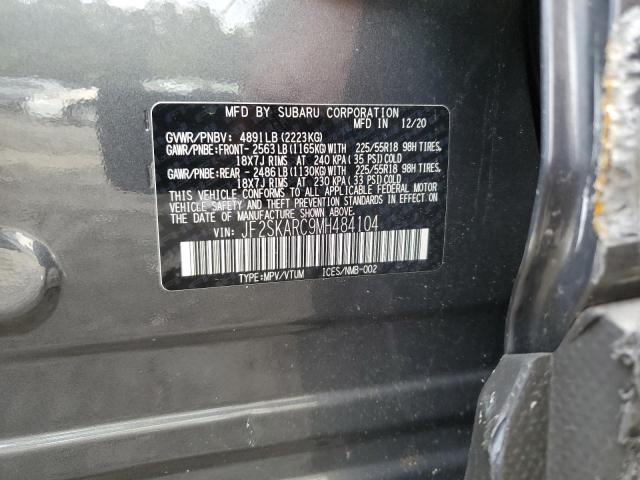 MFD BY SUBARU CORPORATION
MFD IN 12/20
GVWR/PNBV: 4891LB (2223KG)
GAWR/PNBE:FRONT- 2563 LB (1165KG) WITH 225/55R18 98H TIRES.
18X7J RIMS AT 240 KPA (35 PSI) COLD
GAWR/PNBE:REAR - 2486 LB (1130KG) WITH 225/55R18 98H TIRES.
18X7J RIMS AT 230 KPA (33 PSI) COLD
THIS VEHICLE CONFORMS TO ALL APPLICABLE FEDERAL MOTOR
VEHICLE SAFETY AND THEFT PREVENTION STANDARDS IN EFFECT
ON THE DATE OF MANUFACTURE SHOWN ABOVE.
VIN: JF2SKARC9MH484104
TYPE:MPV/VTUM ICES/NMB-002